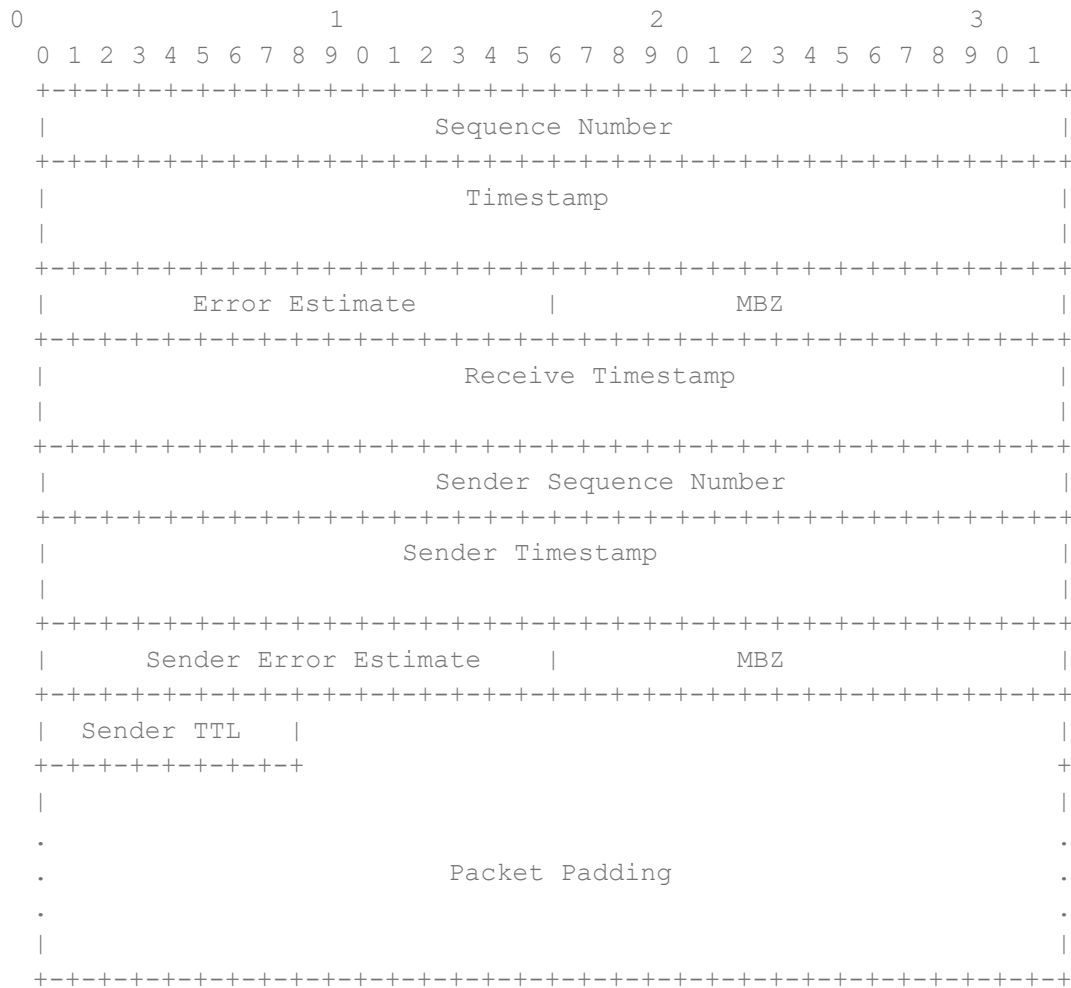 0                   1                   2                   3
 0 1 2 3 4 5 6 7 8 9 0 1 2 3 4 5 6 7 8 9 0 1 2 3 4 5 6 7 8 9 0 1
 +-+-+-+-+-+-+-+-+-+-+-+-+-+-+-+-+-+-+-+-+-+-+-+-+-+-+-+-+-+-+-+-+
 |                        Sequence Number                        |
 +-+-+-+-+-+-+-+-+-+-+-+-+-+-+-+-+-+-+-+-+-+-+-+-+-+-+-+-+-+-+-+-+
 |                          Timestamp                            |
 |                                                               |
 +-+-+-+-+-+-+-+-+-+-+-+-+-+-+-+-+-+-+-+-+-+-+-+-+-+-+-+-+-+-+-+-+
 |         Error Estimate        |           MBZ                 |
 +-+-+-+-+-+-+-+-+-+-+-+-+-+-+-+-+-+-+-+-+-+-+-+-+-+-+-+-+-+-+-+-+
 |                          Receive Timestamp                    |
 |                                                               |
 +-+-+-+-+-+-+-+-+-+-+-+-+-+-+-+-+-+-+-+-+-+-+-+-+-+-+-+-+-+-+-+-+
 |                        Sender Sequence Number                 |
 +-+-+-+-+-+-+-+-+-+-+-+-+-+-+-+-+-+-+-+-+-+-+-+-+-+-+-+-+-+-+-+-+
 |                      Sender Timestamp                         |
 |                                                               |
 +-+-+-+-+-+-+-+-+-+-+-+-+-+-+-+-+-+-+-+-+-+-+-+-+-+-+-+-+-+-+-+-+
 |      Sender Error Estimate    |           MBZ                 |
 +-+-+-+-+-+-+-+-+-+-+-+-+-+-+-+-+-+-+-+-+-+-+-+-+-+-+-+-+-+-+-+-+
 |  Sender TTL   |                                               |
 +-+-+-+-+-+-+-+-+                                               +
 |                                                               |
 .                                                               .
 .                         Packet Padding                        .
 .                                                               .
 |                                                               |
 +-+-+-+-+-+-+-+-+-+-+-+-+-+-+-+-+-+-+-+-+-+-+-+-+-+-+-+-+-+-+-+-+